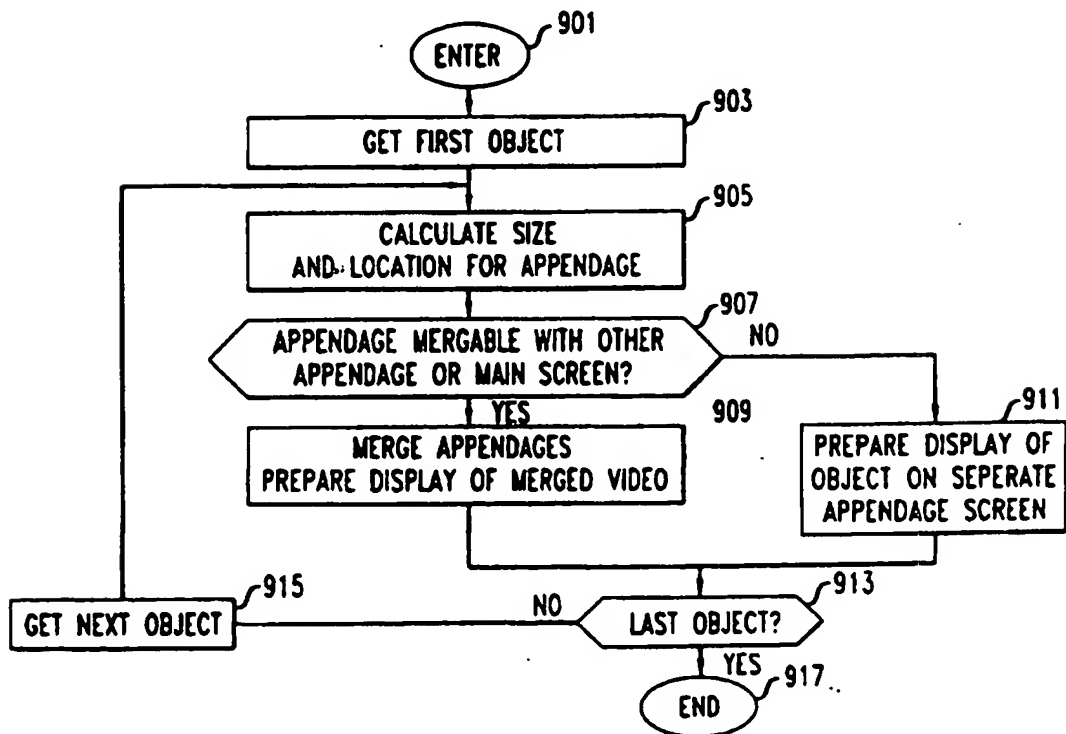 901
ENTER
903
GET FIRST OBJECT
905
CALCULATE SIZE
AND LOCATION FOR APPENDAGE
907
APPENDAGE MERGABLE WITH OTHER
APPENDAGE OR MAIN SCREEN?
NO
YES
909
MERGE APPENDAGES
PREPARE DISPLAY OF MERGED VIDEO
911
PREPARE DISPLAY OF
OBJECT ON SEPERATE
APPENDAGE SCREEN
913
LAST OBJECT?
NO
915
GET NEXT OBJECT
YES
917
END